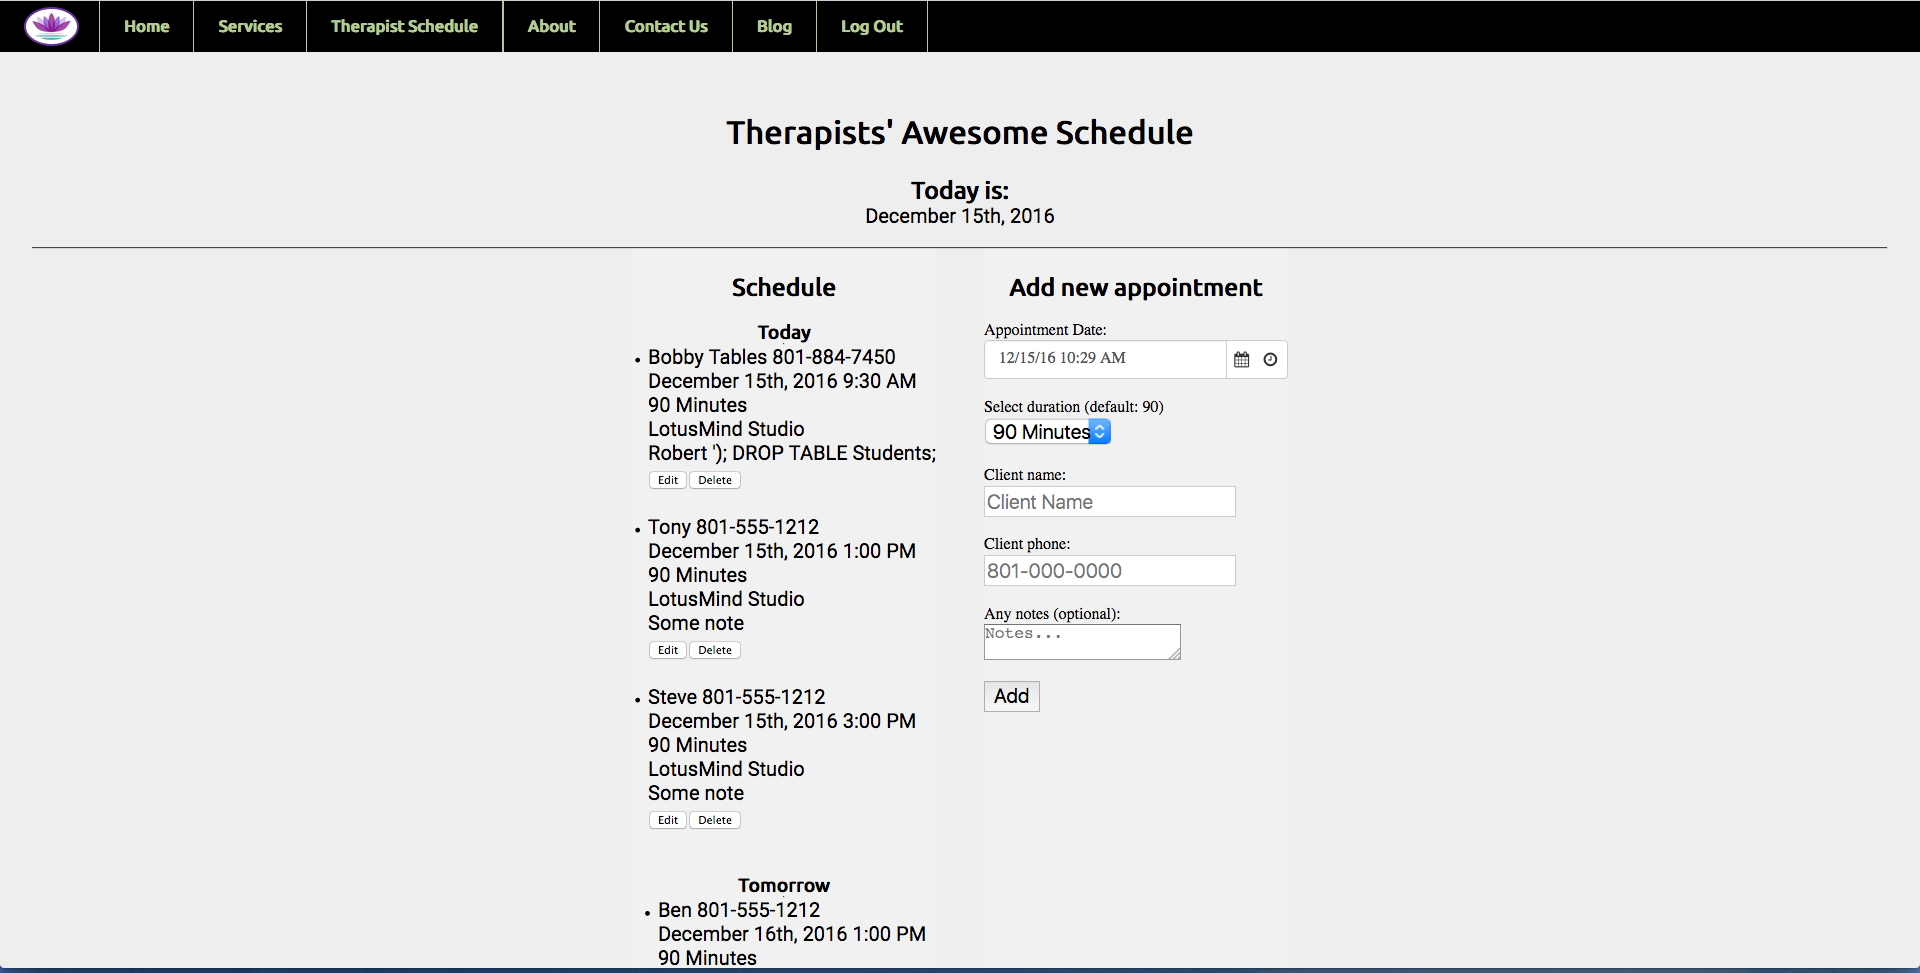 Home Services Therapist Schedule About Contact Us Blog Log Out
Therapists' Awesome Schedule
Today is:
December 15th, 2016
Schedule
Today
Bobby Tables 801-884-7450
December 15th, 2016 9:30 AM
90 Minutes
LotusMind Studio
Robert '); DROP TABLE Students;
Edit Delete
Tony 801-555-1212
December 15th, 2016 1:00 PM
90 Minutes
LotusMind Studio
Some note
Edit Delete
Steve 801-555-1212
December 15th, 2016 3:00 PM
90 Minutes
LotusMind Studio
Some note
Edit Delete
Tomorrow
Ben 801-555-1212
December 16th, 2016 1:00 PM
90 Minutes
Add new appointment
Appointment Date:
12/15/16 10:29 AM
Select duration (default: 90)
90 Minutes
Client name:
Client Name
Client phone:
801-000-0000
Any notes (optional):
Notes...
Add